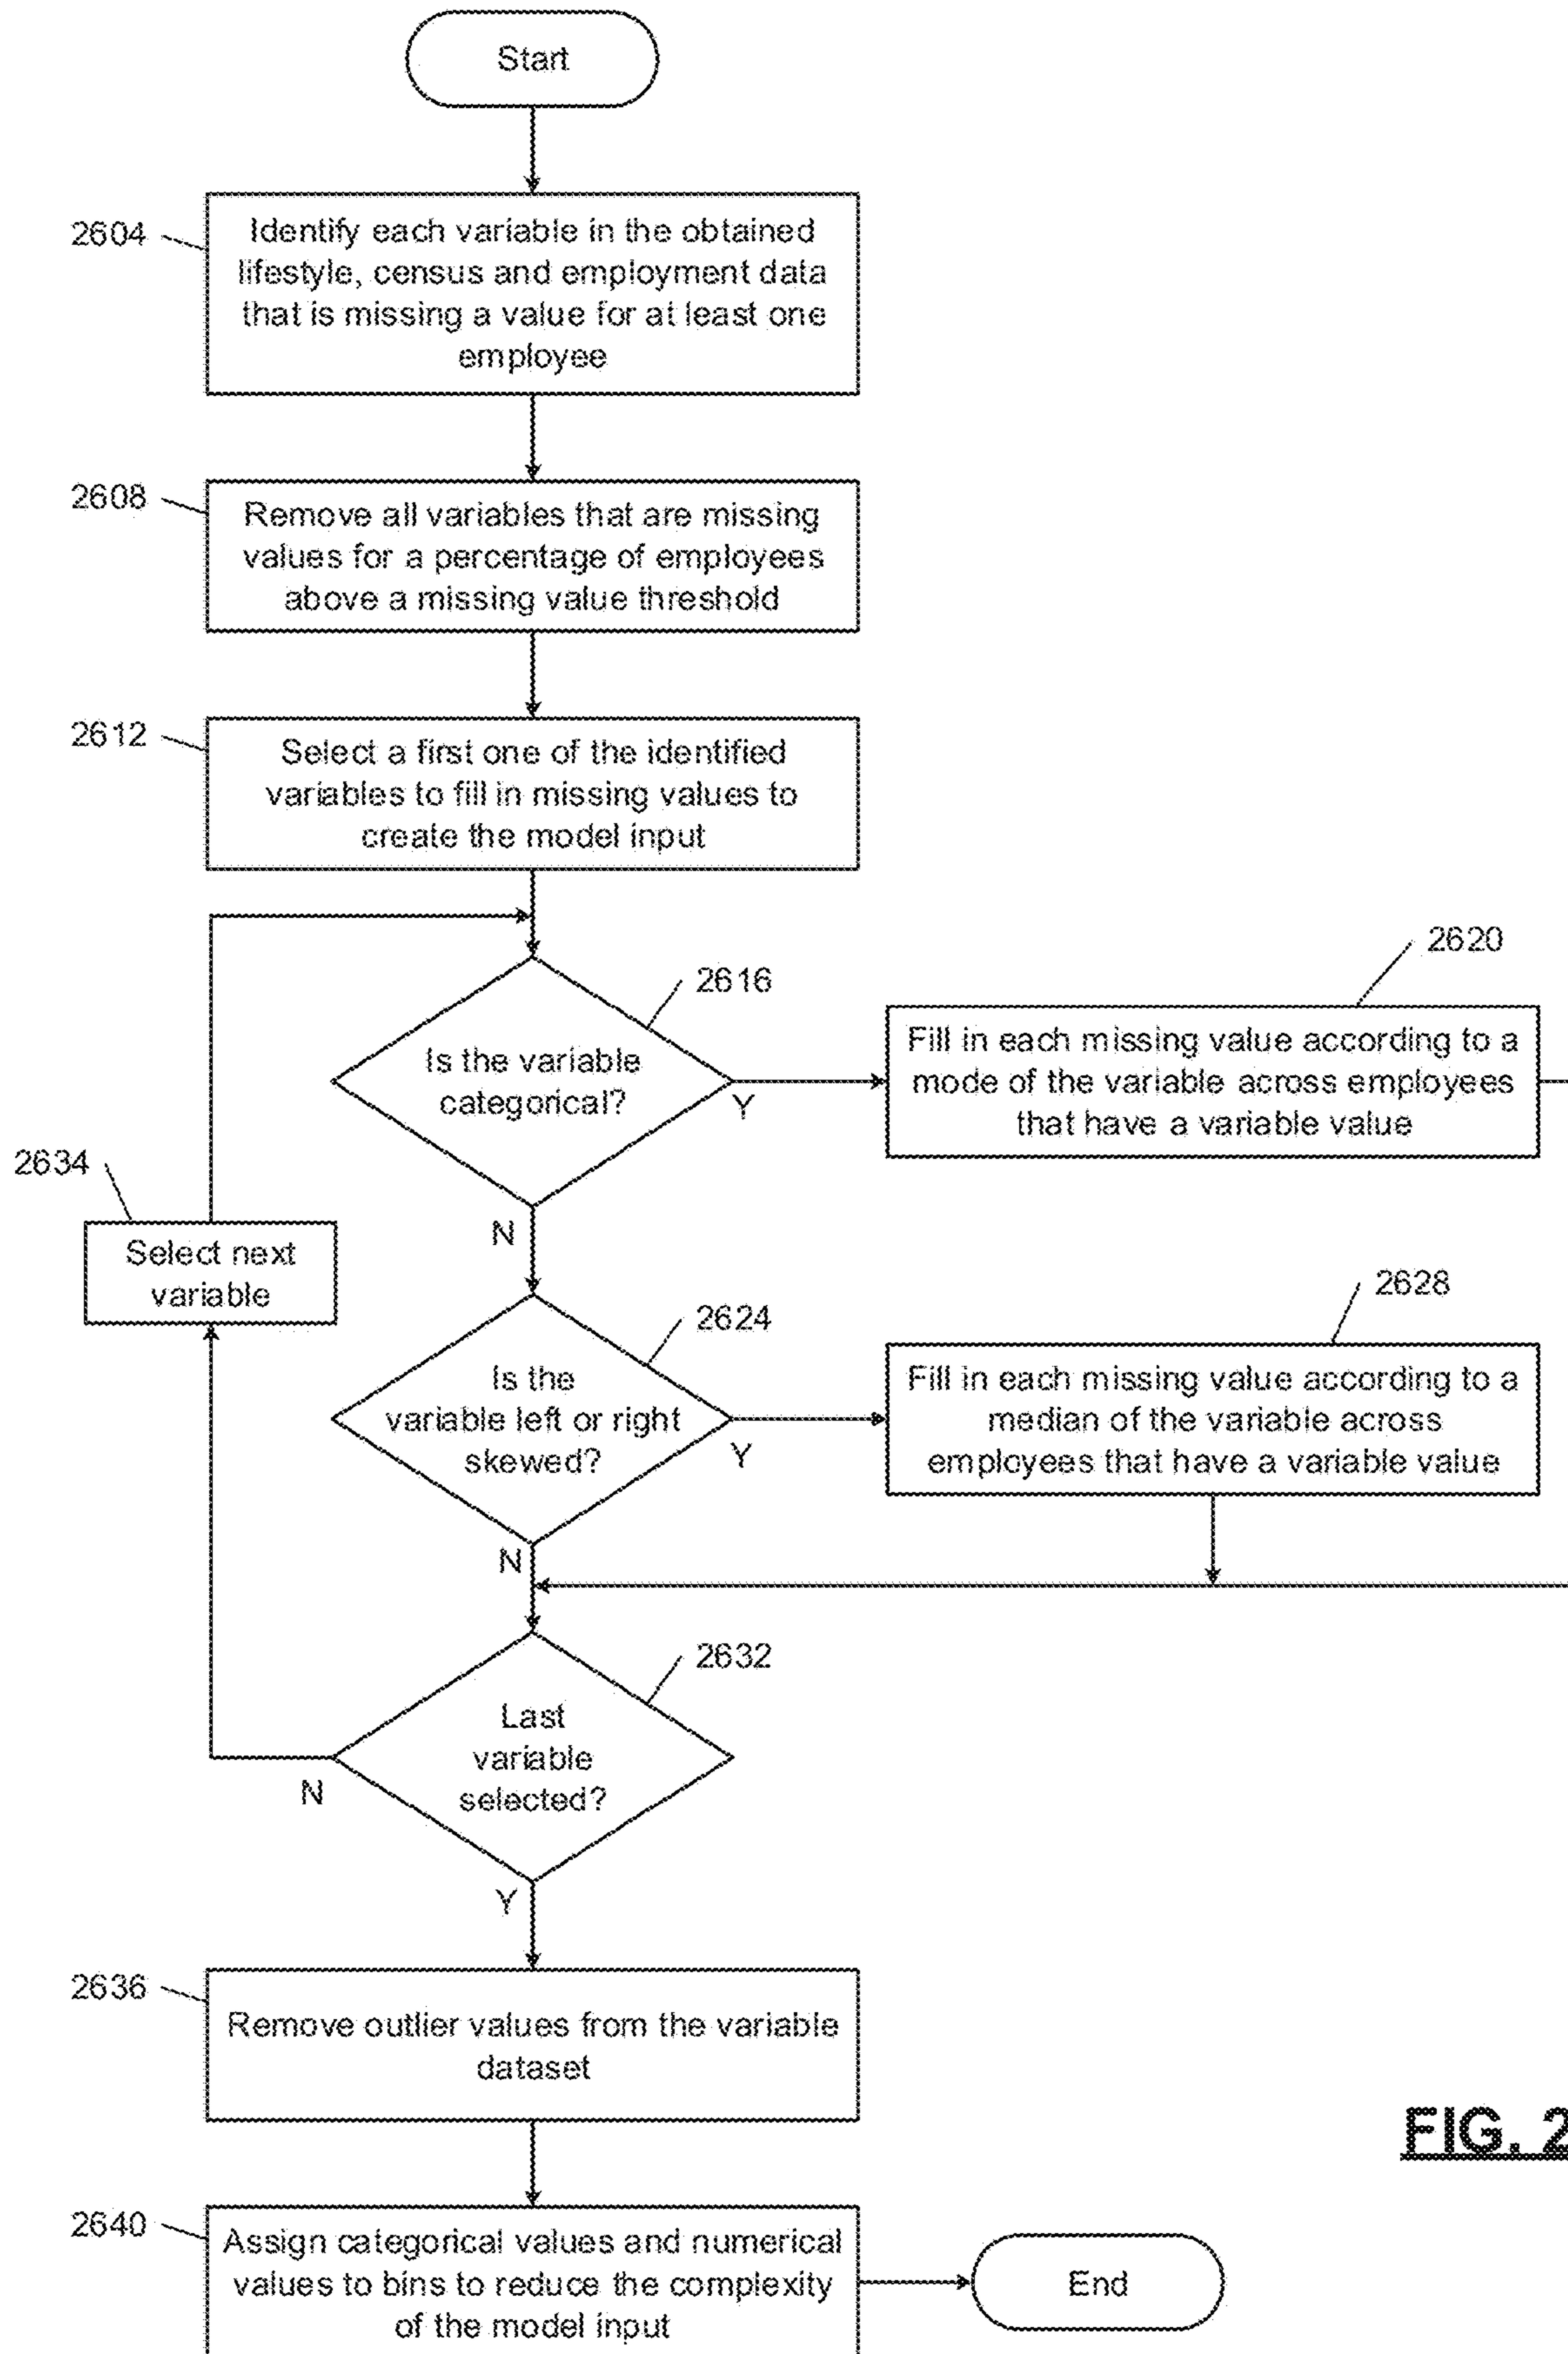 Start
2604
Identify each variable in the obtained
lifestyle, census and employment data
that is missing a value for at least one
employee
2608
Remove all variables that are missing
values for a percentage of employees
above a missing value threshold
2612
Select a first one of the identified
variables to fill in missing values to
create the model input
2616
Is the variable
categorical?
Y
N
2620
Fill in each missing value according to a
mode of the variable across employees
that have a variable value
2634
Select next
variable
2624
Is the
variable left or right
skewed?
Y
N
2628
Fill in each missing value according to a
median of the variable across
employees that have a variable value
2632
Last
variable
selected?
N
Y
2636
Remove outlier values from the variable
dataset
FIG. 2
2640
Assign categorical values and numerical
values to bins to reduce the complexity
of the model input
End